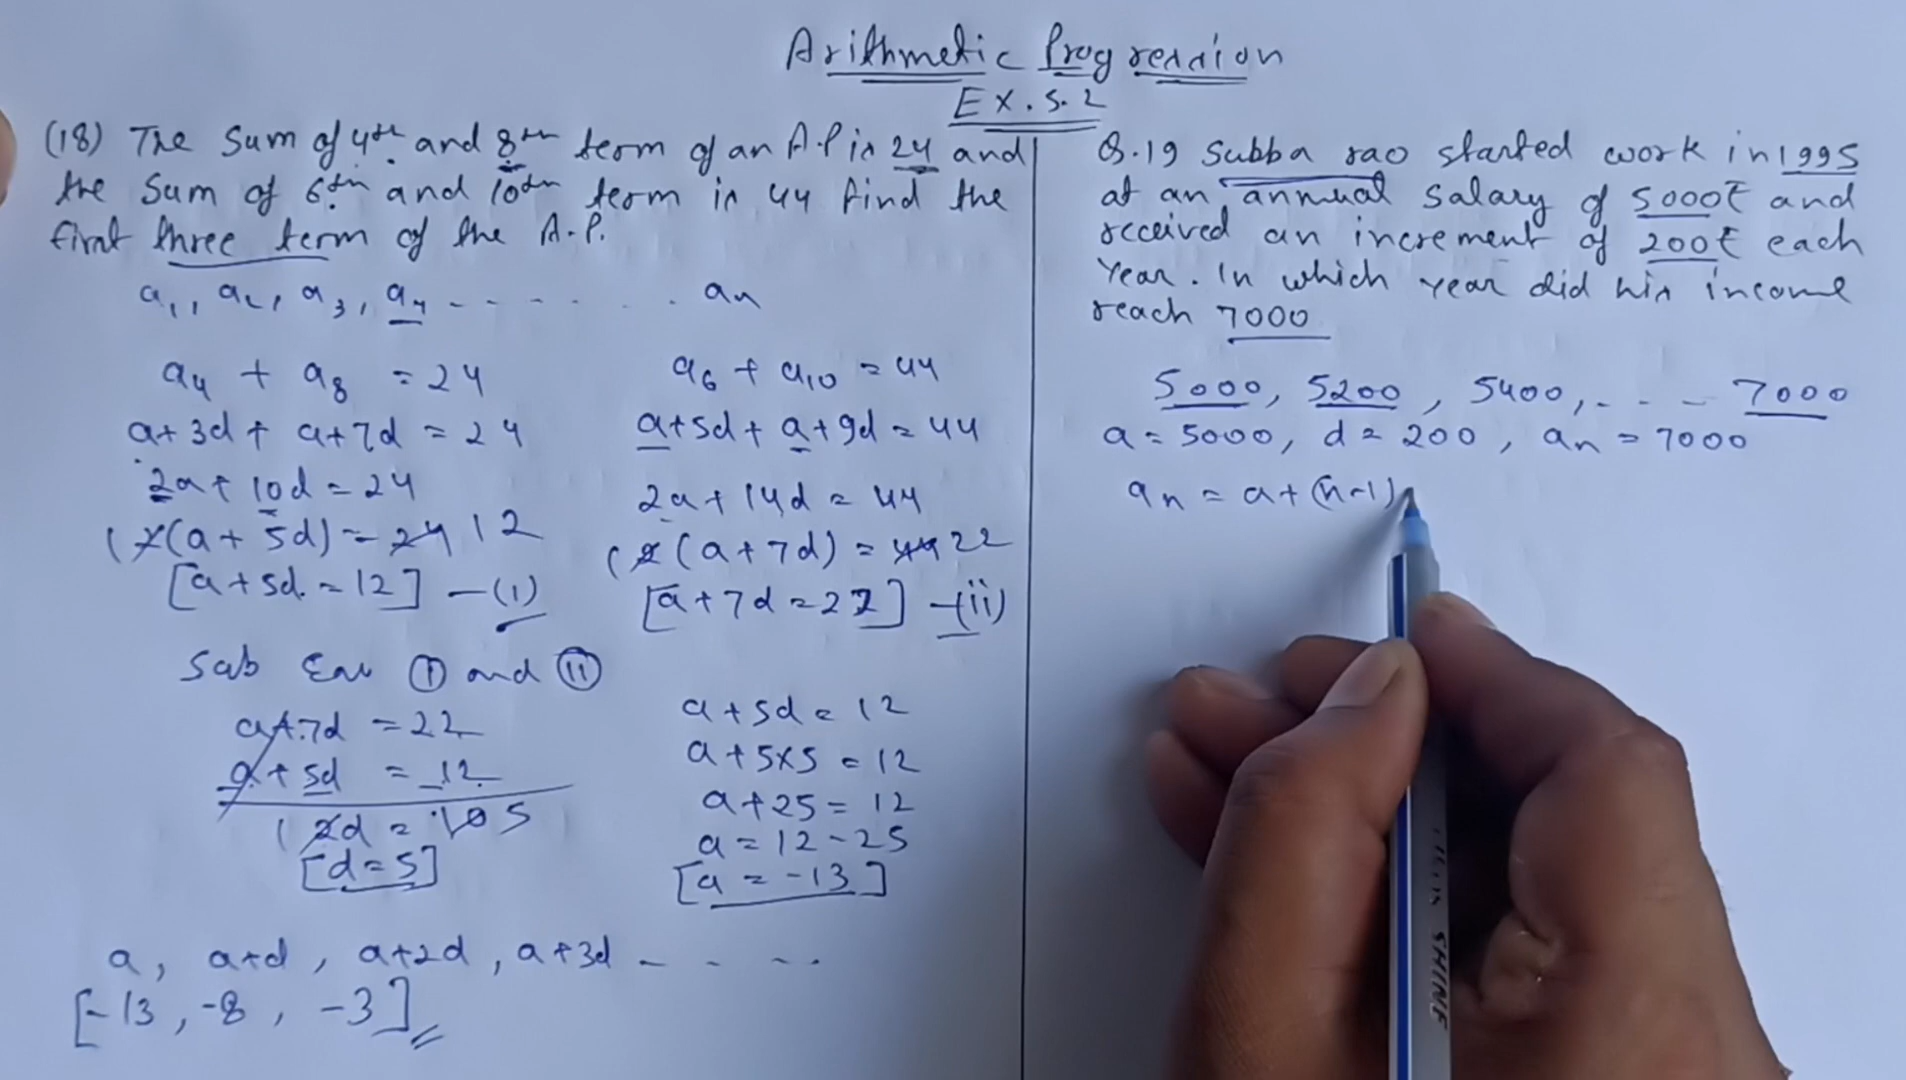 Arithmetic Progression
Ex. 5.2
(18) The Sum of 4th and 8th term of an A.P is 24 and
the sum of 6th and 10th term is 44 find the
first three term of the A.P.
a1, a2, a3, a4 - - - - . . . an
a4 + a8 = 24
a+3d+ a+7d = 24
2a+10d=24
1 2(a+5d)=24 12
[a+5d=12] —(i)
a6 + a10 = 44
a+5d+a+9d=44
2a+14d=44
1 2(a+7d)=44 22
[a+7d=22] —(ii)
Sub Eqn (I) and (II)
a+7d =22
a+5d = 12
1 2d = 10 5
[d=5]
a+5d=12
a+5×5=12
a+25=12
a=12-25
[a=-13]
a, a+d, a+2d, a+3d - - - -
[-13, -8, -3]
Q.19 Subba rao started work in 1995
at an annual salary of 5000₹ and
received an increment of 200₹ each
Year. In which year did his income
reach 7000
5000, 5200, 5400, - - - 7000
a=5000, d=200, an=7000
an = a+(n-1)
SHINE